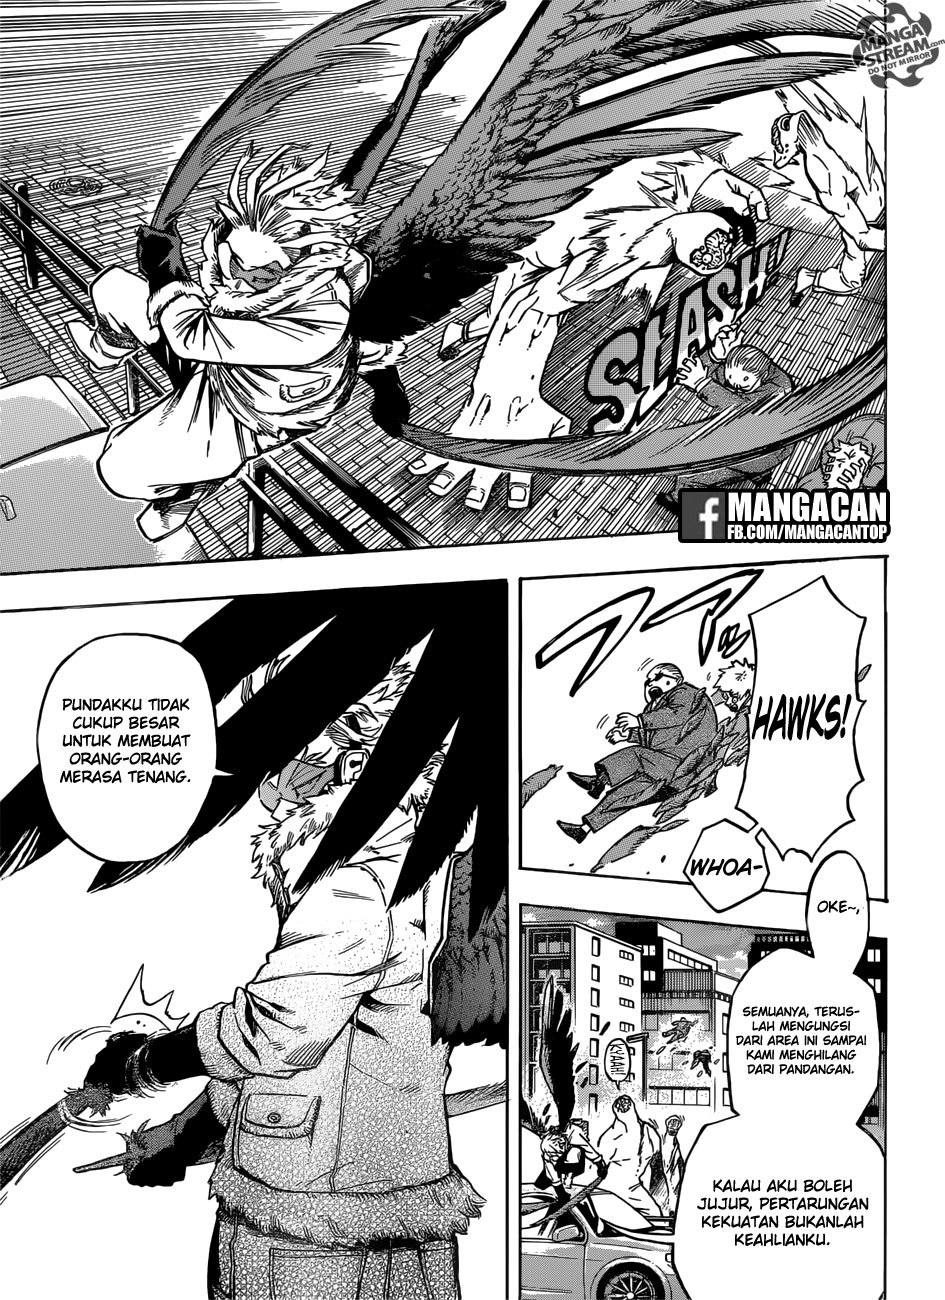 MANGA
STREAM.com
DO NOT MIRROR
SLASH!!
f MANGACAN
FB.COM/MANGACANTOP
HAWKS!
WHOA-
PUNDAKKU TIDAK
CUKUP BESAR
UNTUK MEMBUAT
ORANG-ORANG
MERASA TENANG.
OKE~,
SEMUANYA, TERUS-
LAH MENGUNGSI
DARI AREA INI SAMPAI
KAMI MENGHILANG
DARI PANDANGAN.
KYAAH!
KALAU AKU BOLEH
JUJUR, PERTARUNGAN
KEKUATAN BUKANLAH
KEAHLIANKU.